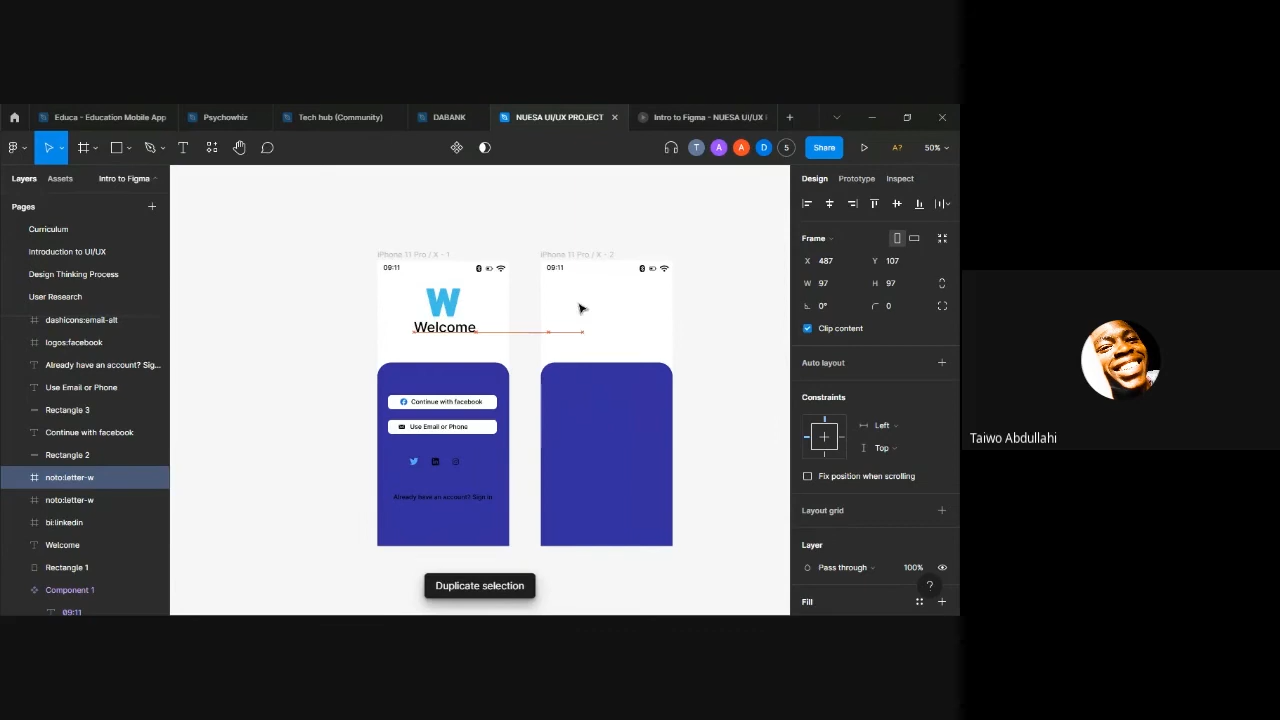 Educa - Education Mobile App
Psychowhiz
Tech hub (Community)
DABANK
NUESA UI/UX PROJECT
Intro to Figma - NUESA UI/UX
T A A D 5
Share
A?
50%
Layers
Assets
Intro to Figma
Pages
Curriculum
Introduction to UI/UX
Design Thinking Process
User Research
dashicons:email-alt
logos:facebook
Already have an account? Sig...
Use Email or Phone
Rectangle 3
Continue with facebook
Rectangle 2
noto:letter-w
noto:letter-w
bi:linkedin
Welcome
Rectangle 1
Component 1
09:11
iPhone 11 Pro / X - 1
09:11
W
Welcome
Continue with facebook
Use Email or Phone
Already have an account? Sign in
iPhone 11 Pro / X - 2
09:11
Duplicate selection
Design
Prototype
Inspect
Frame
X 487
Y 107
W 97
H 97
0°
0
Clip content
Auto layout
Constraints
Left
Top
Fix position when scrolling
Layout grid
Layer
Pass through
100%
?
Fill
Taiwo Abdullahi